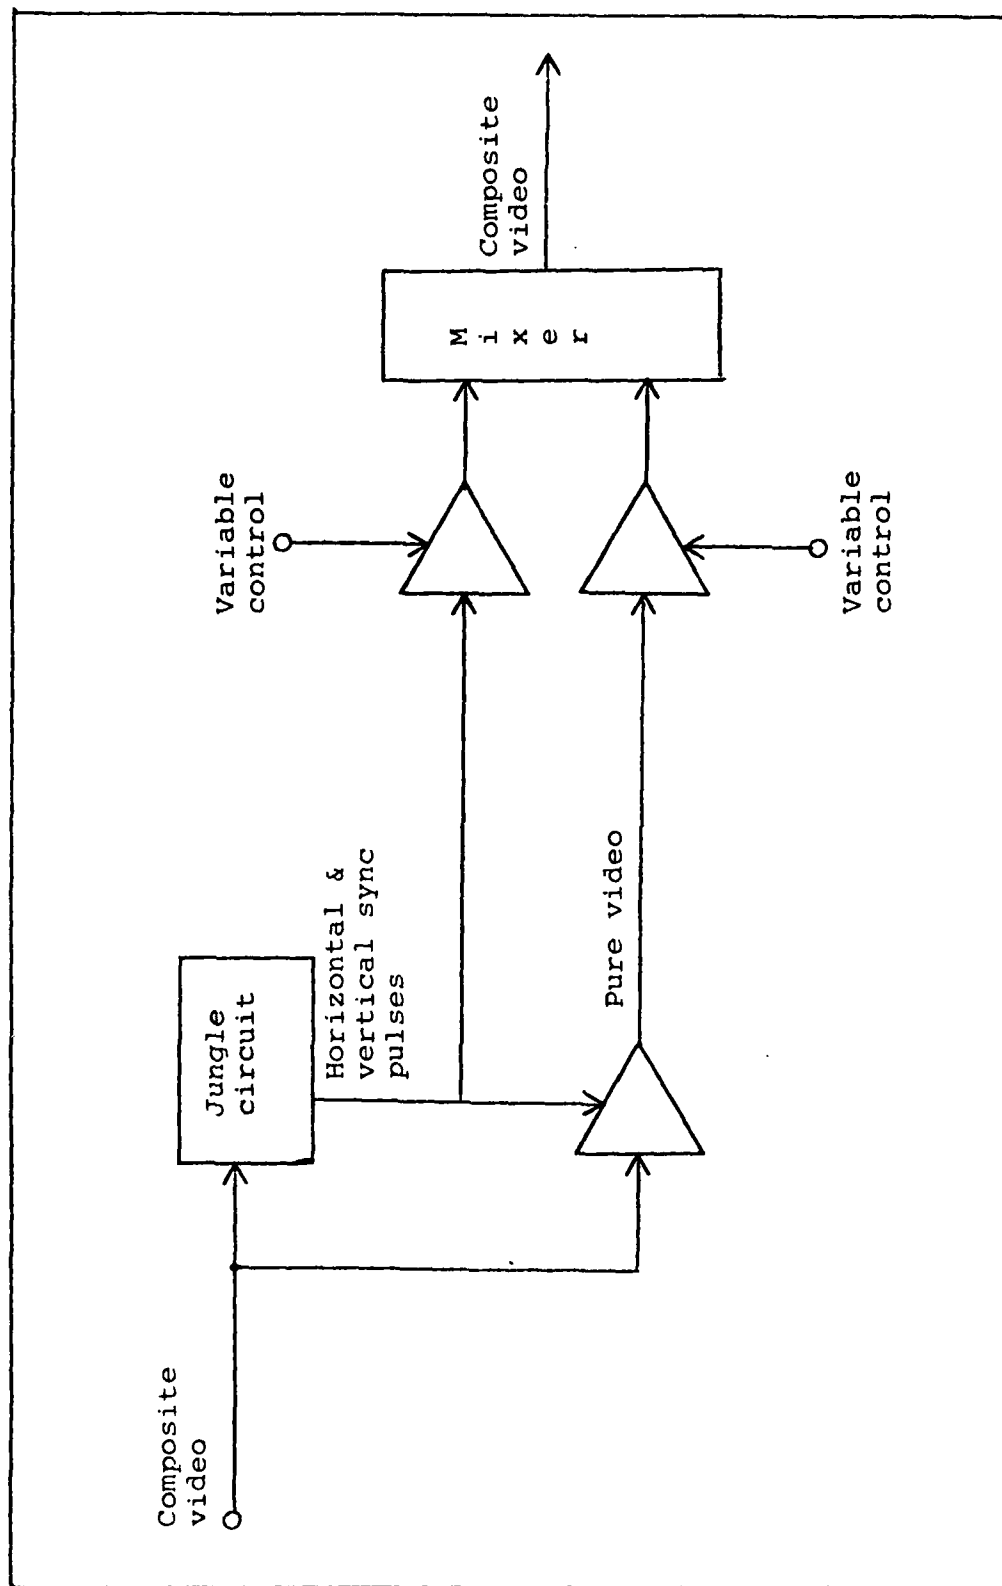 Composite
video
Jungle
circuit
Horizontal &
vertical sync
pulses
Pure video
Variable
control
Variable
control
Mixer
Composite
video